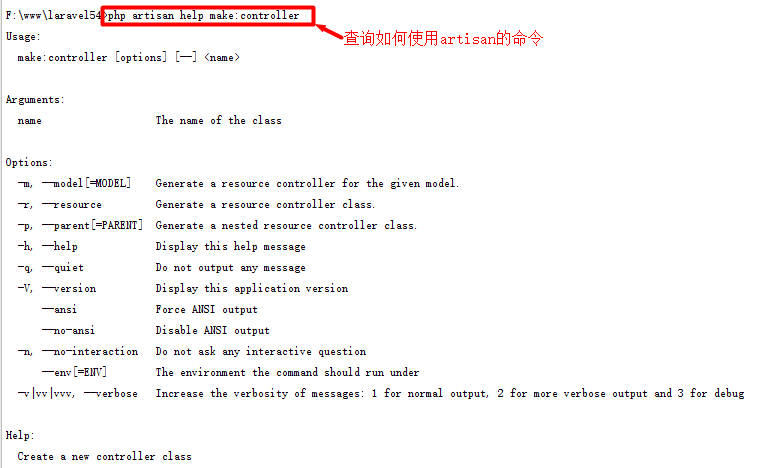 F:\www\laravel54>php artisan help make:controller
查询如何使用artisan的命令
Usage:
make:controller [options] [--] <name>
Arguments:
name The name of the class
Options:
-m, --model[=MODEL] Generate a resource controller for the given model.
-r, --resource Generate a resource controller class.
-p, --parent[=PARENT] Generate a nested resource controller class.
-h, --help Display this help message
-q, --quiet Do not output any message
-V, --version Display this application version
--ansi Force ANSI output
--no-ansi Disable ANSI output
-n, --no-interaction Do not ask any interactive question
--env[=ENV] The environment the command should run under
-v|vv|vvv, --verbose Increase the verbosity of messages: 1 for normal output, 2 for more verbose output and 3 for debug
Help:
Create a new controller class